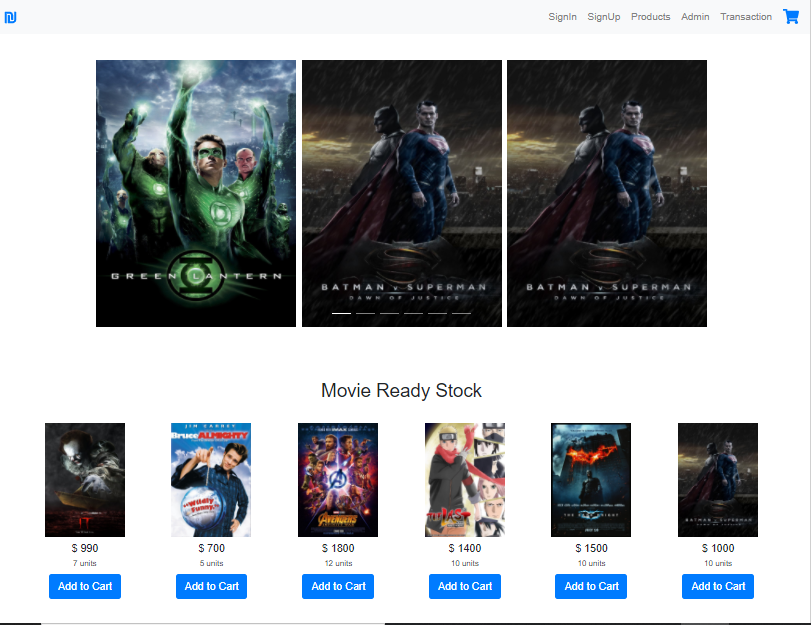 ₪
SignIn SignUp Products Admin Transaction
GREEN LANTERN
BATMAN v SUPERMAN
DAWN OF JUSTICE
BATMAN v SUPERMAN
DAWN OF JUSTICE
Movie Ready Stock
IT
JIM CARREY
Bruce ALMIGHTY
"Wildly Funny."
AVENGERS
THE LAST
THE DARK KNIGHT
BATMAN v SUPERMAN
$ 990 $ 700 $ 1800 $ 1400 $ 1500 $ 1000
7 units 5 units 12 units 10 units 10 units 10 units
Add to Cart Add to Cart Add to Cart Add to Cart Add to Cart Add to Cart